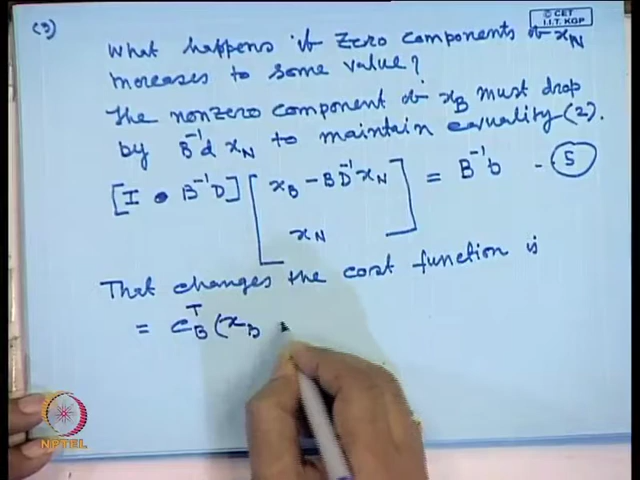 (3)
© CET
I.I.T. KGP
What happens if zero components of x_N
increases to some value?
The nonzero component of x_B must drop
by B⁻¹d x_N to maintain equality (2).
[I B⁻¹D] [x_B - BD⁻¹x_N
x_N] = B⁻¹b - (5)
That changes the cost function is
= C_B^T (x_B
NPTEL